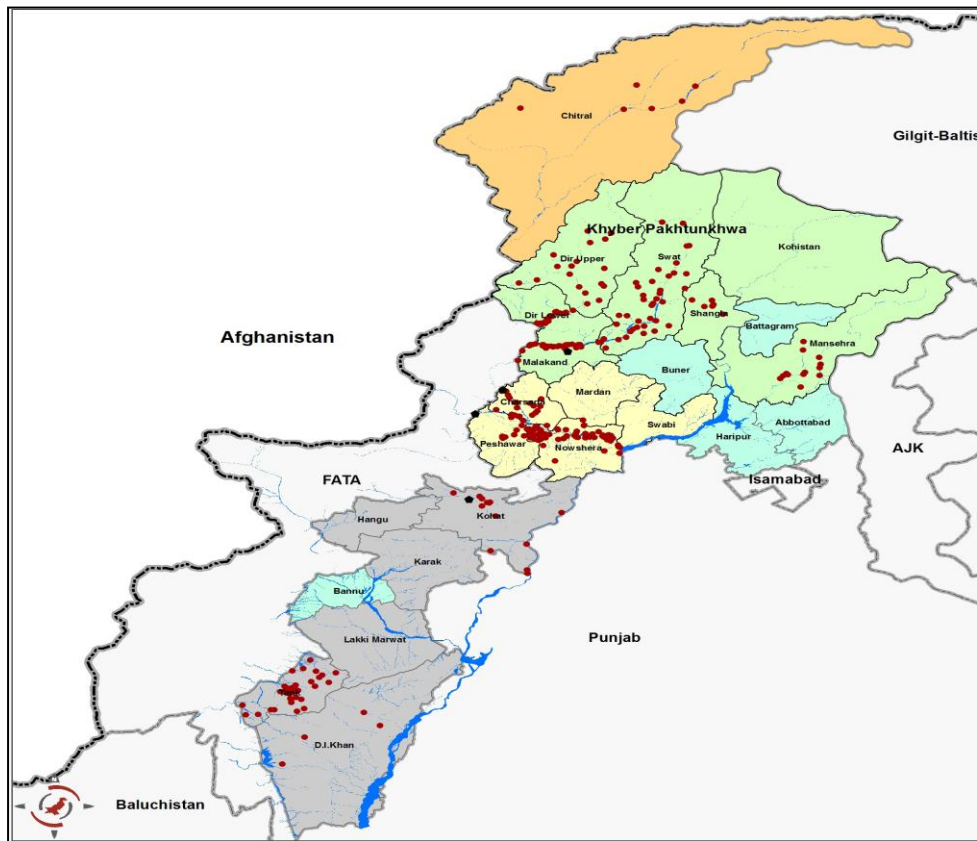 Chitral
Gilgit-Baltis
Khyber Pakhtunkhwa
Kohistan
Dir Upper
Swat
Shangla
Dir Lower
Battagram
Afghanistan
Mansehra
Malakand
Buner
Mardan
Charsada
Swabi
Abbottabad
Peshawar
Nowshera
Haripur
AJK
FATA
Isamabad
Hangu
Kohat
Karak
Bannu
Punjab
Lakki Marwat
D.I.Khan
Baluchistan